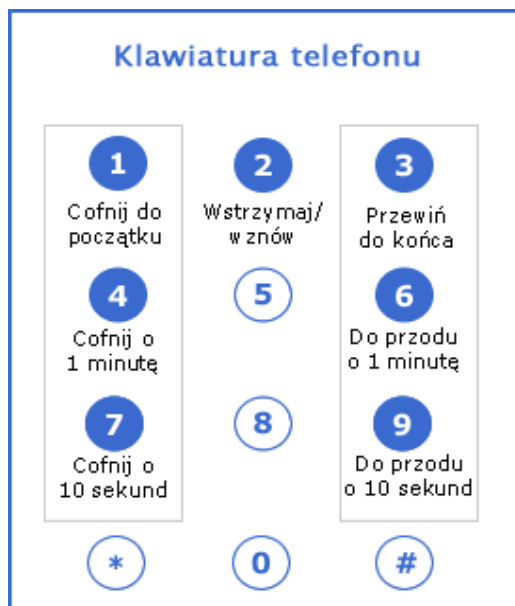 Klawiatura telefonu
1 2 3
Cofnij do
początku
Wstrzymaj/
wznów
Przewiń
do końca
4 5 6
Cofnij o
1 minutę
Do przodu
o 1 minutę
7 8 9
Cofnij o
10 sekund
Do przodu
o 10 sekund
* 0 #